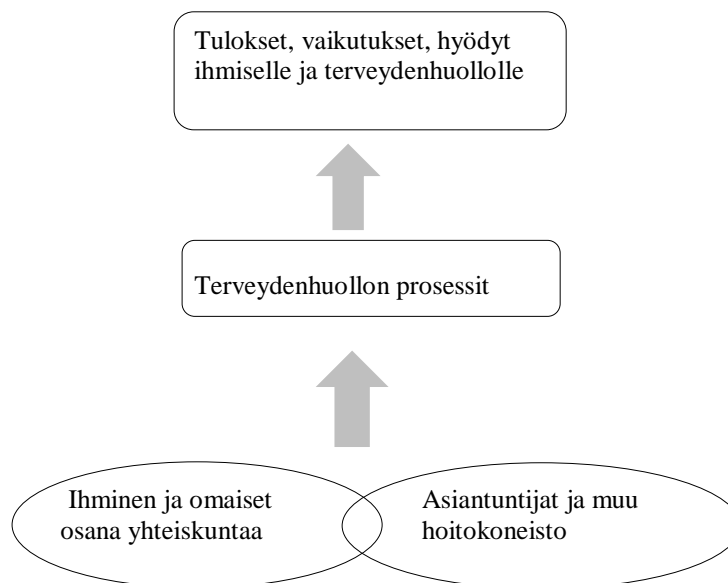 Tulokset, vaikutukset, hyödyt
ihmiselle ja terveydenhuollolle
Terveydenhuollon prosessit
Ihminen ja omaiset
osana yhteiskuntaa
Asiantuntijat ja muu
hoitokoneisto